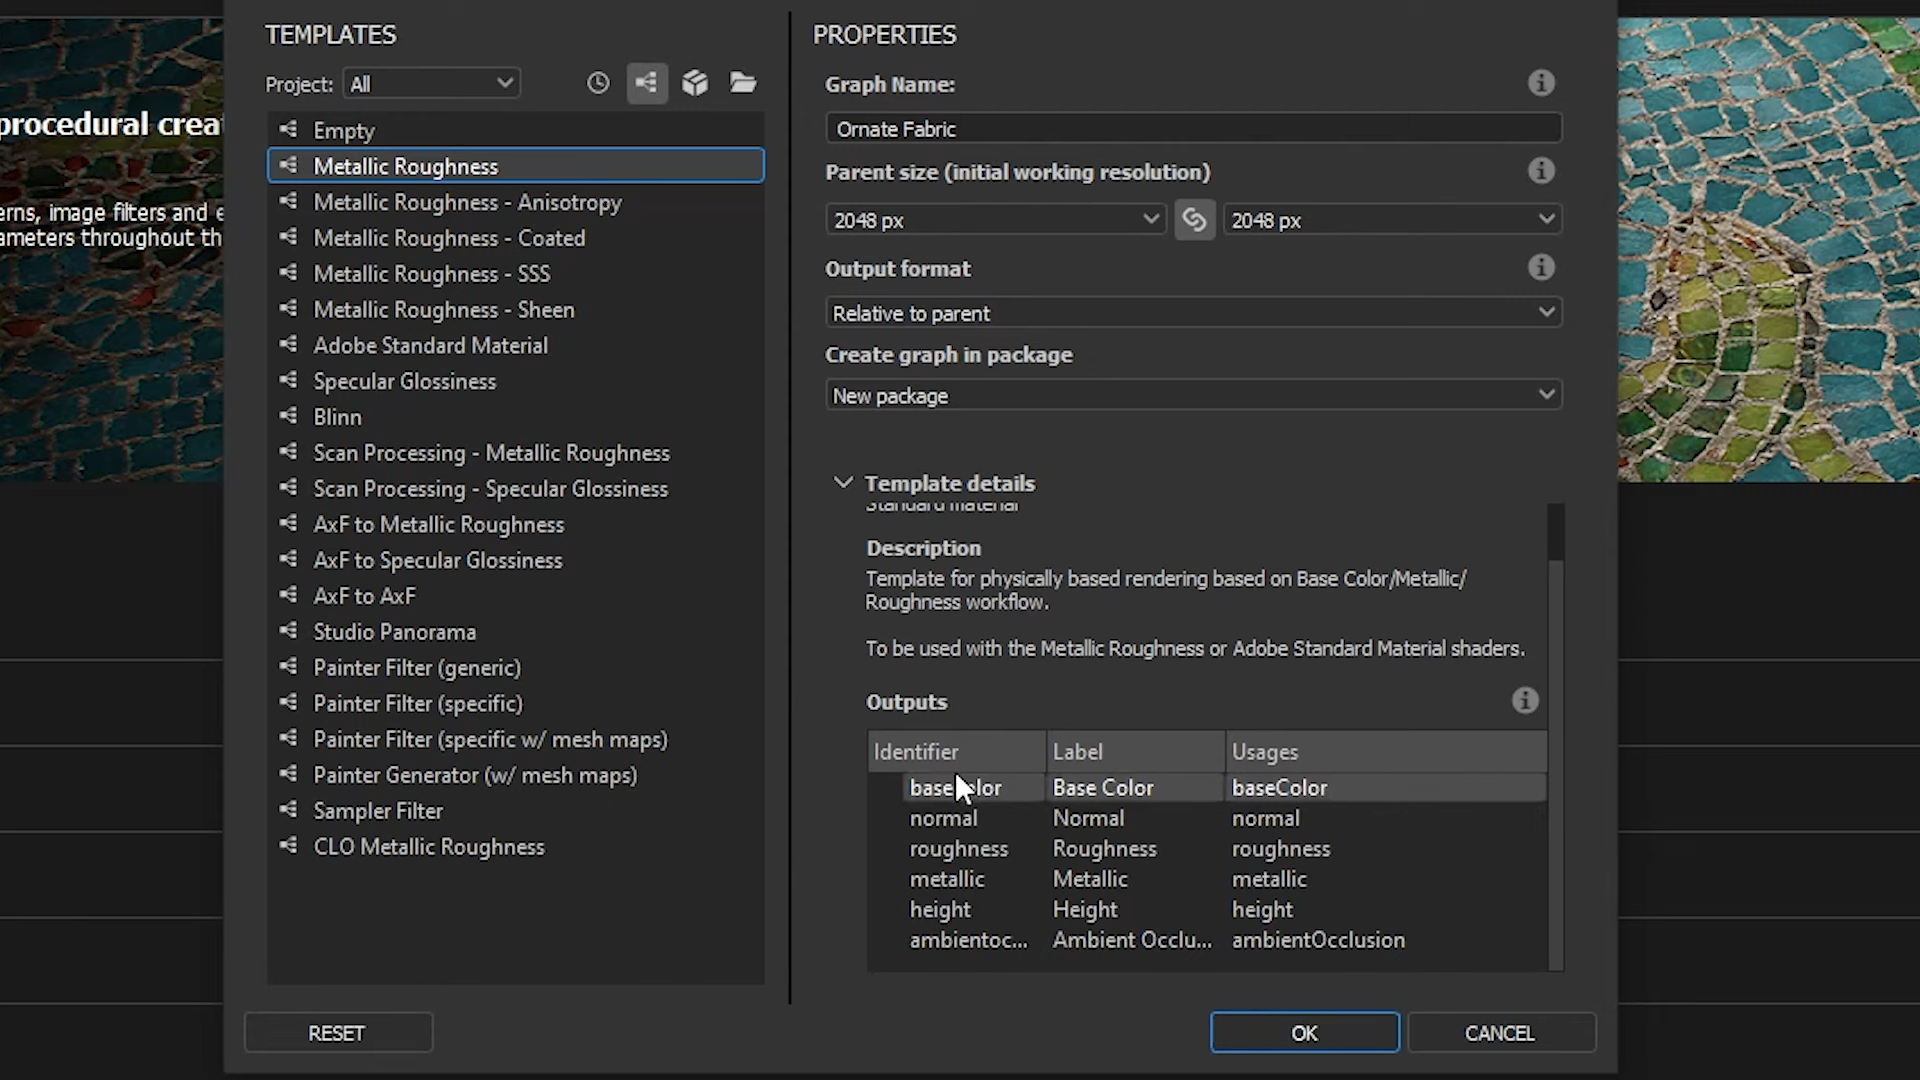 TEMPLATES
Project: All
Empty
Metallic Roughness
Metallic Roughness - Anisotropy
Metallic Roughness - Coated
Metallic Roughness - SSS
Metallic Roughness - Sheen
Adobe Standard Material
Specular Glossiness
Blinn
Scan Processing - Metallic Roughness
Scan Processing - Specular Glossiness
AxF to Metallic Roughness
AxF to Specular Glossiness
AxF to AxF
Studio Panorama
Painter Filter (generic)
Painter Filter (specific)
Painter Filter (specific w/ mesh maps)
Painter Generator (w/ mesh maps)
Sampler Filter
CLO Metallic Roughness
RESET
procedural crea
erns, image filters and e
ameters throughout th
PROPERTIES
Graph Name:
Ornate Fabric
Parent size (initial working resolution)
2048 px 2048 px
Output format
Relative to parent
Create graph in package
New package
Template details
Standard material
Description
Template for physically based rendering based on Base Color/Metallic/
Roughness workflow.
To be used with the Metallic Roughness or Adobe Standard Material shaders.
Outputs
Identifier Label Usages
basecolor Base Color baseColor
normal Normal normal
roughness Roughness roughness
metallic Metallic metallic
height Height height
ambientoc... Ambient Occlu... ambientOcclusion
OK CANCEL